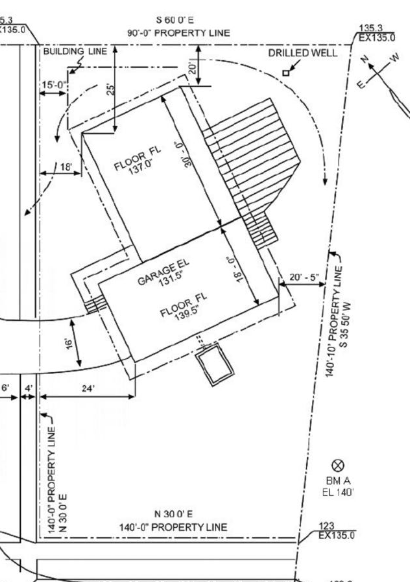 S 60 0' E
90'-0" PROPERTY LINE
5.3
X135.0
135.3
EX135.0
BUILDING LINE
DRILLED WELL
20'
25'
15'-0"
N
E
W
18'
FLOOR FL
137.0"
30' - 0"
GARAGE EL
131.5"
FLOOR FL
139.5"
20' - 5"
140'-10" PROPERTY LINE
S 35 50' W
16'
6'
4'
24'
140'-0" PROPERTY LINE
N 30 0' E
BM A
EL 140'
N 30 0' E
140'-0" PROPERTY LINE
123
EX135.0